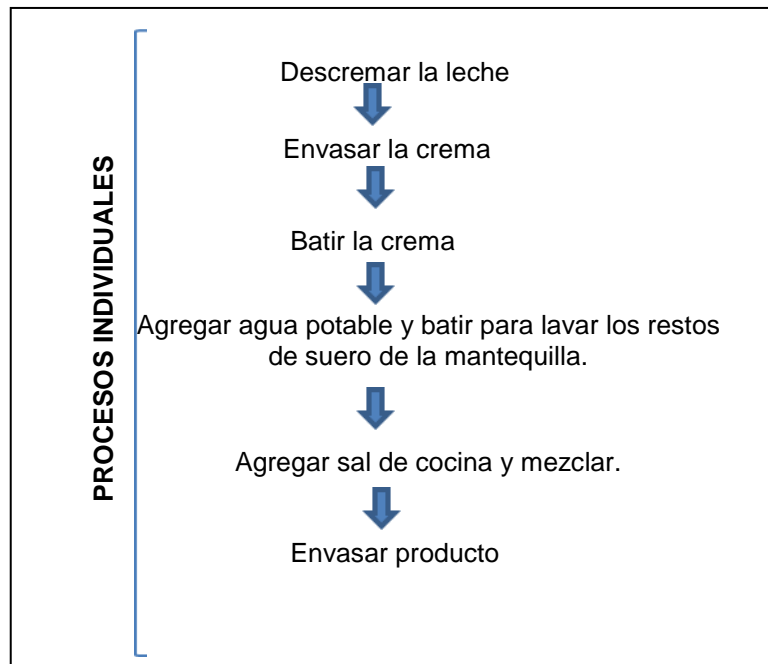 PROCESOS INDIVIDUALES
Descremar la leche
Envasar la crema
Batir la crema
Agregar agua potable y batir para lavar los restos
de suero de la mantequilla.
Agregar sal de cocina y mezclar.
Envasar producto